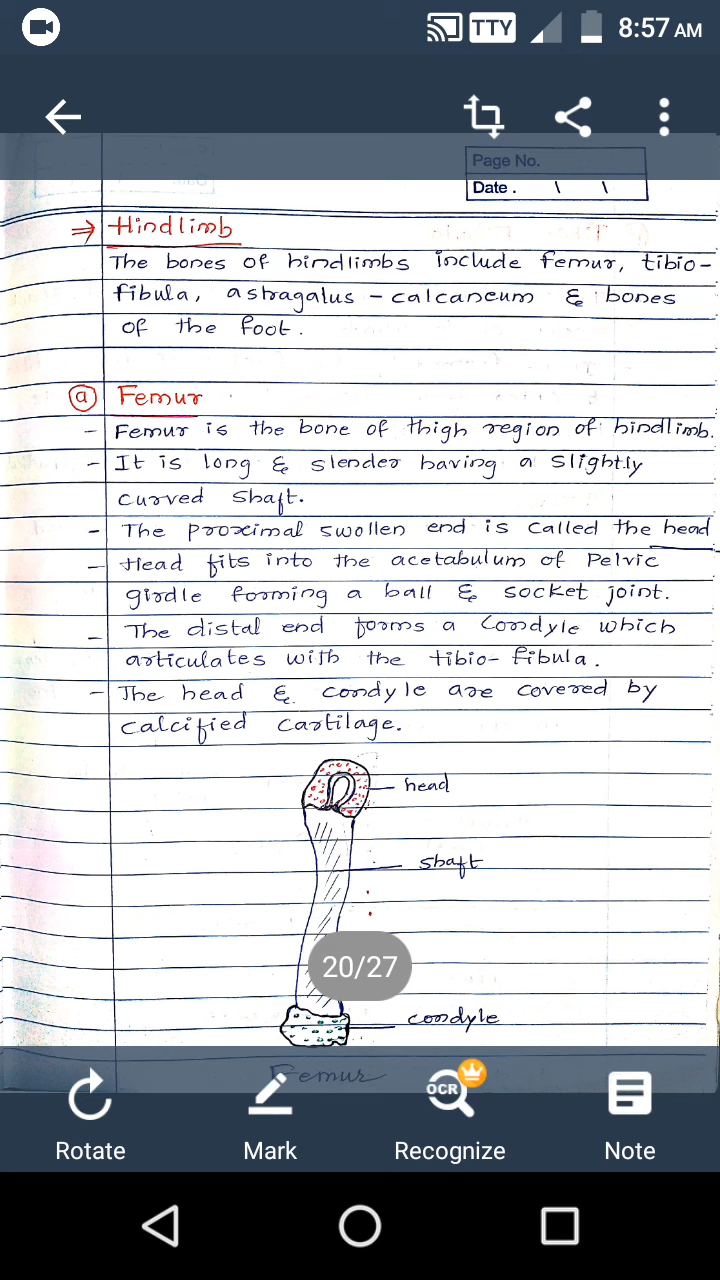 TTY 8:57 AM
Page No.
Date . \ \
⇒ Hindlimb
The bones of hindlimbs include femur, tibio-
fibula, astragalus - calcaneum & bones
of the foot.
ⓐ Femur
- Femur is the bone of thigh region of hindlimb.
- It is long & slender having a slightly
curved shaft.
- The proximal swollen end is called the head
- Head fits into the acetabulum of Pelvic
girdle forming a ball & socket joint.
- The distal end forms a Condyle which
articulates with the tibio-fibula.
- The head & condyle are covered by
calcified cartilage.
head
shaft
20/27
condyle
Femur
OCR
Rotate Mark Recognize Note